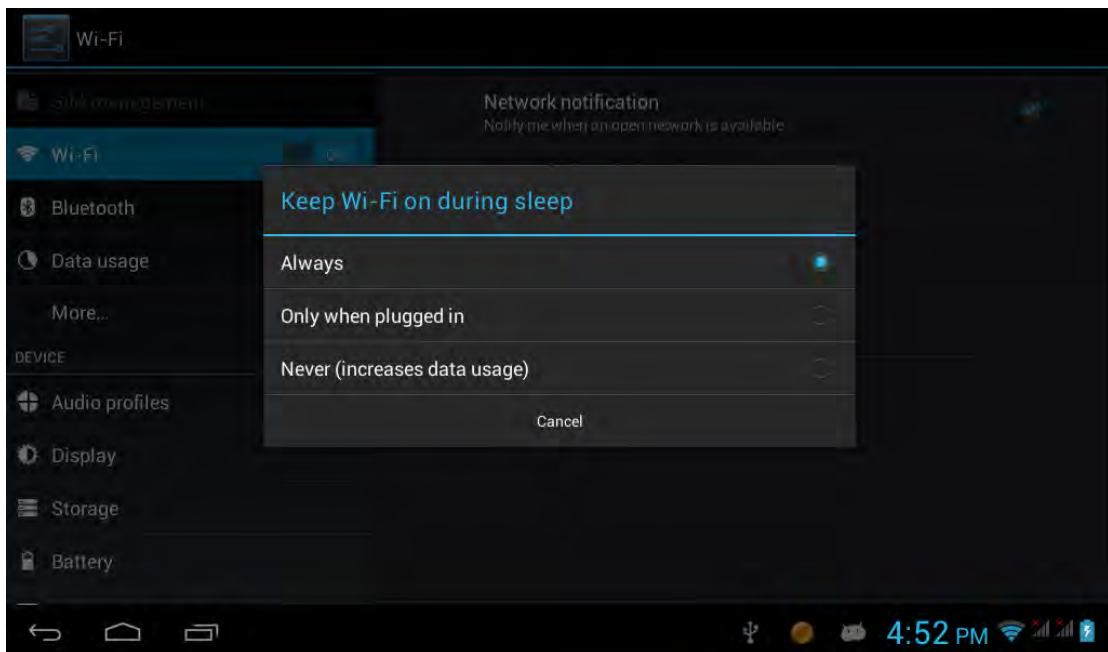 Wi-Fi
SIM management
Network notification
Notify me when an open network is available
Wi-Fi
Keep Wi-Fi on during sleep
Bluetooth
Data usage
Always
More...
Only when plugged in
DEVICE
Never (increases data usage)
Audio profiles
Cancel
Display
Storage
Battery
4:52 PM